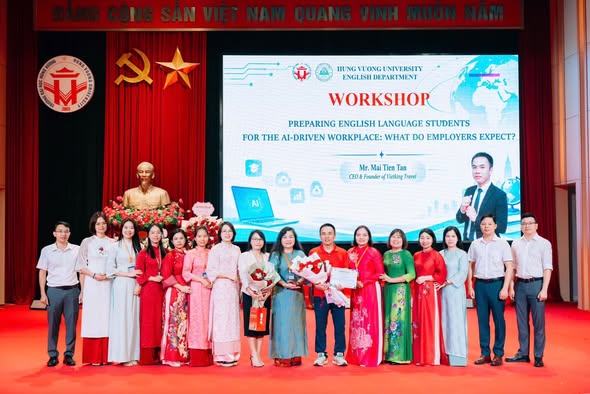 ĐẢNG CỘNG SẢN VIỆT NAM QUANG VINH MUÔN NĂM
HUNG VUONG UNIVERSITY
ENGLISH DEPARTMENT
WORKSHOP
PREPARING ENGLISH LANGUAGE STUDENTS
FOR THE AI-DRIVEN WORKPLACE: WHAT DO EMPLOYERS EXPECT?
Mr. Mai Tien Tan
CEO & Founder of Vietking Travel
AI